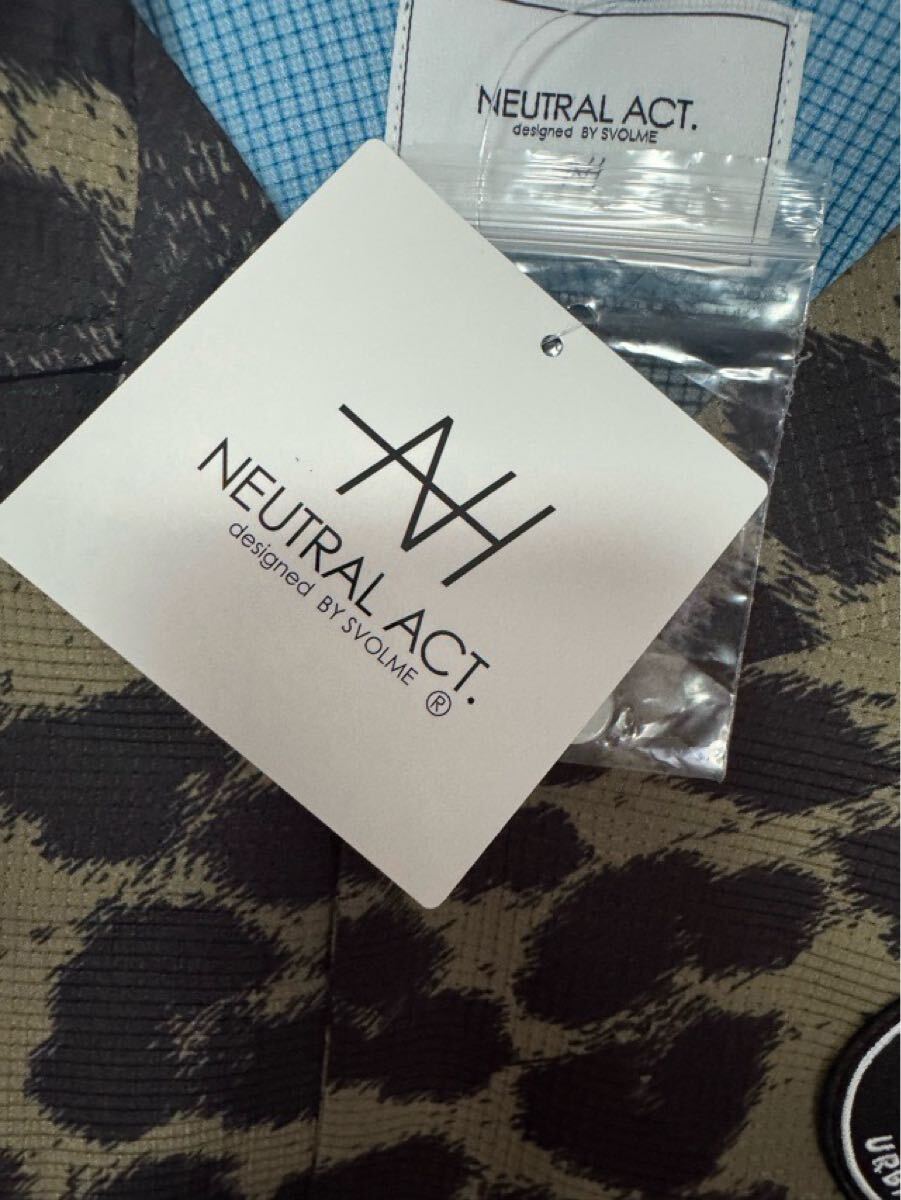 NEUTRAL ACT.
designed BY SVOLME
NEUTRAL ACT.
designed BY SVOLME ®